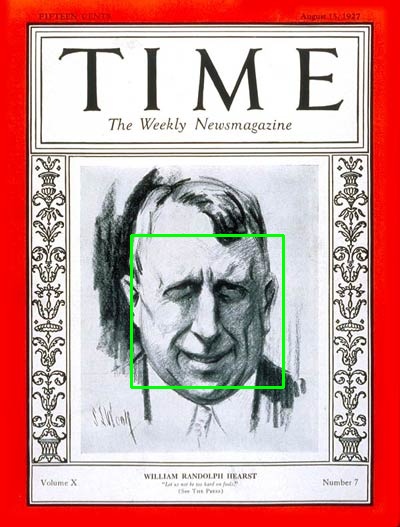 FIFTEEN CENTS August 15, 1927
TIME
The Weekly Newsmagazine
WILLIAM RANDOLPH HEARST
Volume X "Let us not be too hard on fools." Number 7
(See THE PRESS)